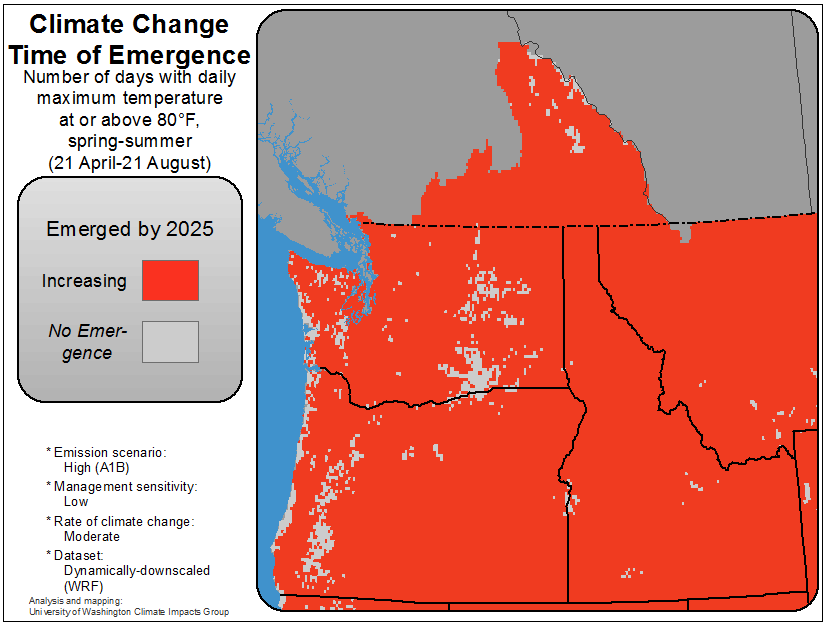 Climate Change
Time of Emergence
Number of days with daily
maximum temperature
at or above 80°F,
spring-summer
(21 April-21 August)
Emerged by 2025
Increasing
No Emer-
gence
* Emission scenario:
High (A1B)
* Management sensitivity:
Low
* Rate of climate change:
Moderate
* Dataset:
Dynamically-downscaled
(WRF)
Analysis and mapping:
University of Washington Climate Impacts Group